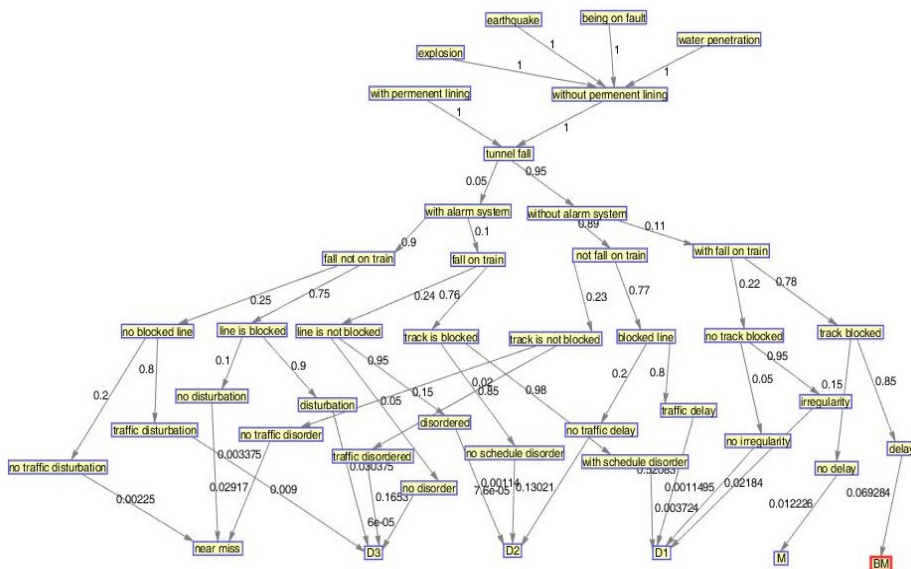 earthquake
being on fault
water penetration
explosion
1
1
1
1
with permenent lining
without permenent lining
1
1
tunnel fall
0.05
0.95
with alarm system
without alarm system
0.9
0.1
0.89
0.11
fall not on train
fall on train
not fall on train
with fall on train
0.25
0.75
0.24
0.76
0.23
0.77
0.22
0.78
no blocked line
line is blocked
line is not blocked
track is blocked
track is not blocked
blocked line
no track blocked
track blocked
0.2
0.8
0.1
0.9
0.95
0.05
0.15
0.02
0.85
0.98
0.2
0.8
0.05
0.95
0.15
0.85
no disturbation
disturbation
disordered
traffic delay
irregularity
traffic disturbation
no traffic disorder
no traffic delay
no irregularity
delay
no traffic disturbation
traffic disordered
no schedule disorder
with schedule disorder
no delay
no disorder
0.00225
0.009
0.003375
0.02917
0.030375
0.1653
6e-05
0.00114
7.6e-05
0.13021
0.0011495
0.003724
0.02184
0.012226
0.069284
near miss
D3
D2
D1
M
BM